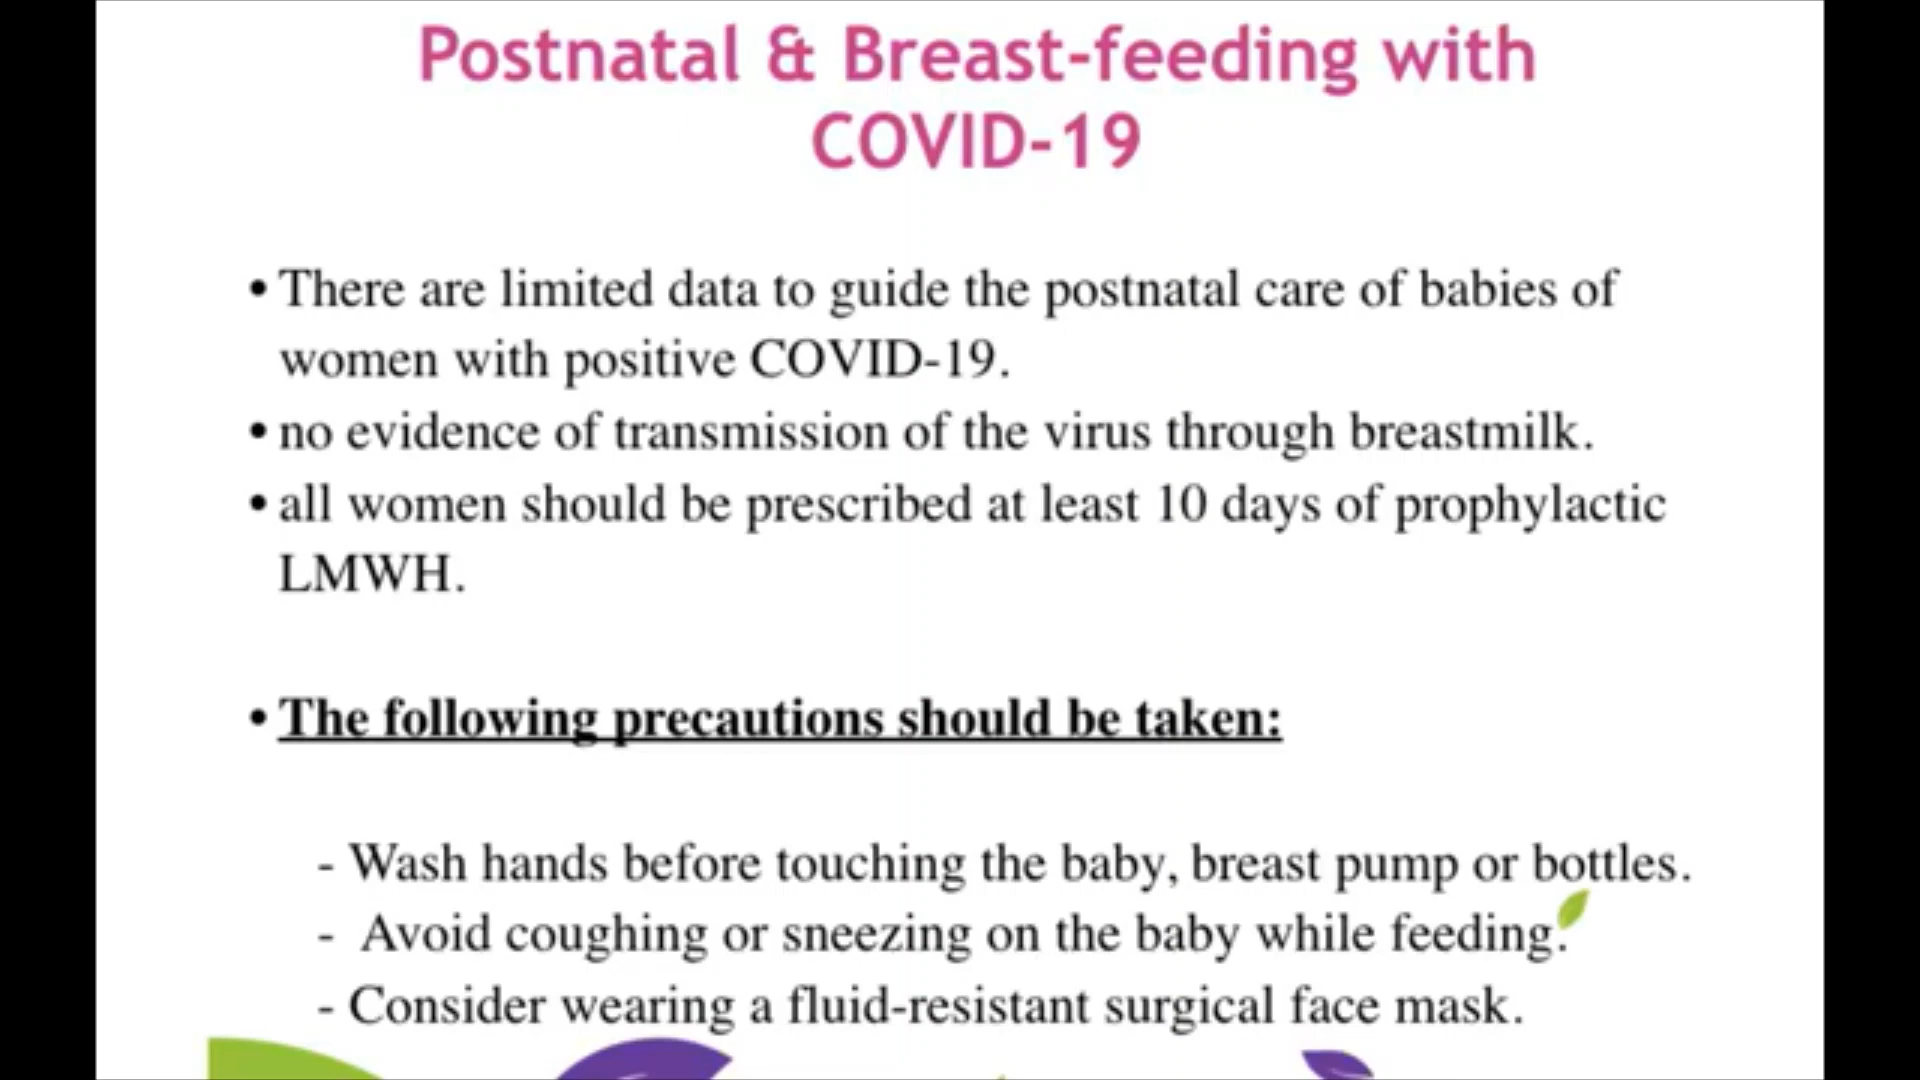 Postnatal & Breast-feeding with
COVID-19
• There are limited data to guide the postnatal care of babies of
women with positive COVID-19.
• no evidence of transmission of the virus through breastmilk.
• all women should be prescribed at least 10 days of prophylactic
LMWH.
• The following precautions should be taken:
- Wash hands before touching the baby, breast pump or bottles.
- Avoid coughing or sneezing on the baby while feeding.
- Consider wearing a fluid-resistant surgical face mask.